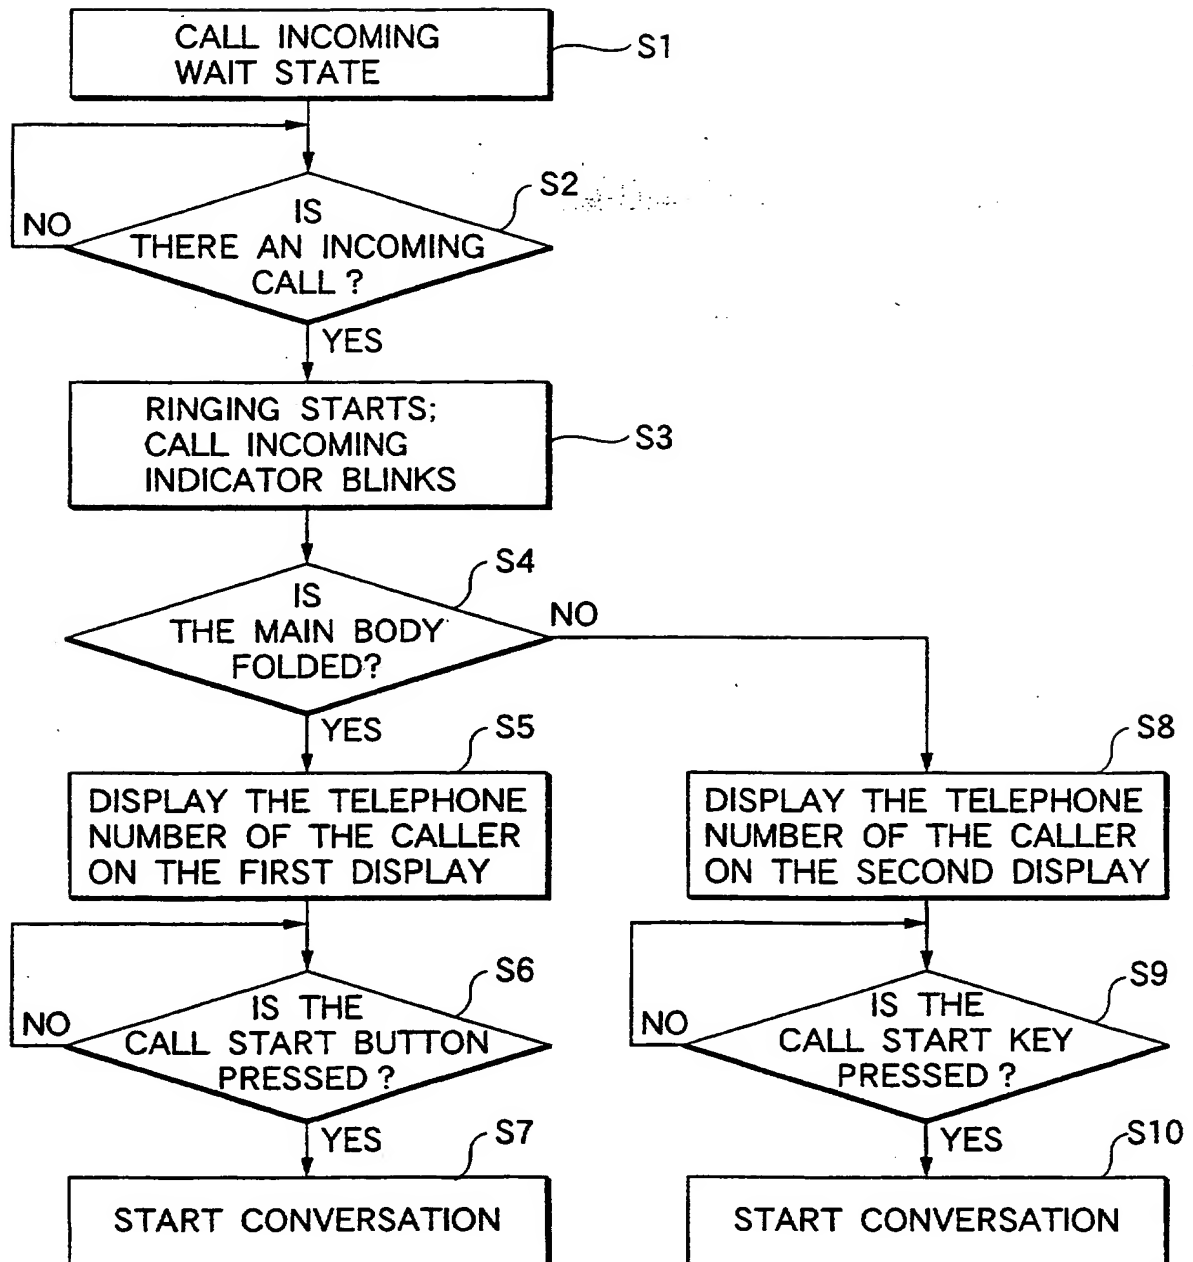 CALL INCOMING
WAIT STATE
S1
S2
IS
THERE AN INCOMING
CALL?
NO
YES
RINGING STARTS;
CALL INCOMING
INDICATOR BLINKS
S3
S4
IS
THE MAIN BODY
FOLDED?
NO
YES
S5
DISPLAY THE TELEPHONE
NUMBER OF THE CALLER
ON THE FIRST DISPLAY
S8
DISPLAY THE TELEPHONE
NUMBER OF THE CALLER
ON THE SECOND DISPLAY
S6
IS THE
CALL START BUTTON
PRESSED?
NO
YES
S9
IS THE
CALL START KEY
PRESSED?
NO
YES
S7
START CONVERSATION
S10
START CONVERSATION